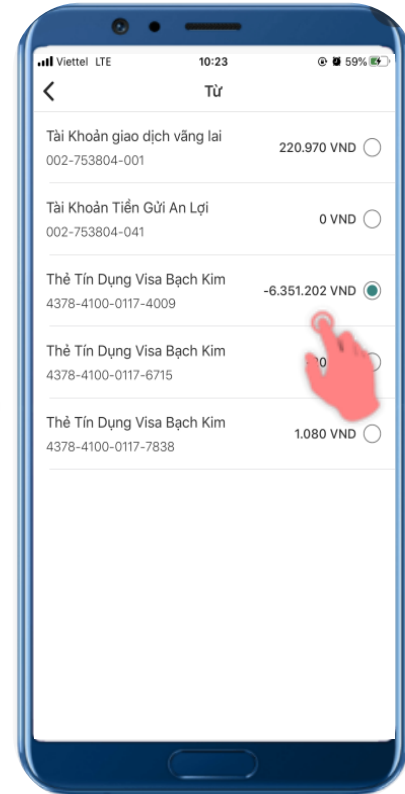 Viettel LTE 10:23 59%
Từ
Tài Khoản giao dịch vãng lai
002-753804-001
220.970 VND
Tài Khoản Tiền Gửi An Lợi
002-753804-041
0 VND
Thẻ Tín Dụng Visa Bạch Kim
4378-4100-0117-4009
-6.351.202 VND
Thẻ Tín Dụng Visa Bạch Kim
4378-4100-0117-6715
Thẻ Tín Dụng Visa Bạch Kim
4378-4100-0117-7838
1.080 VND